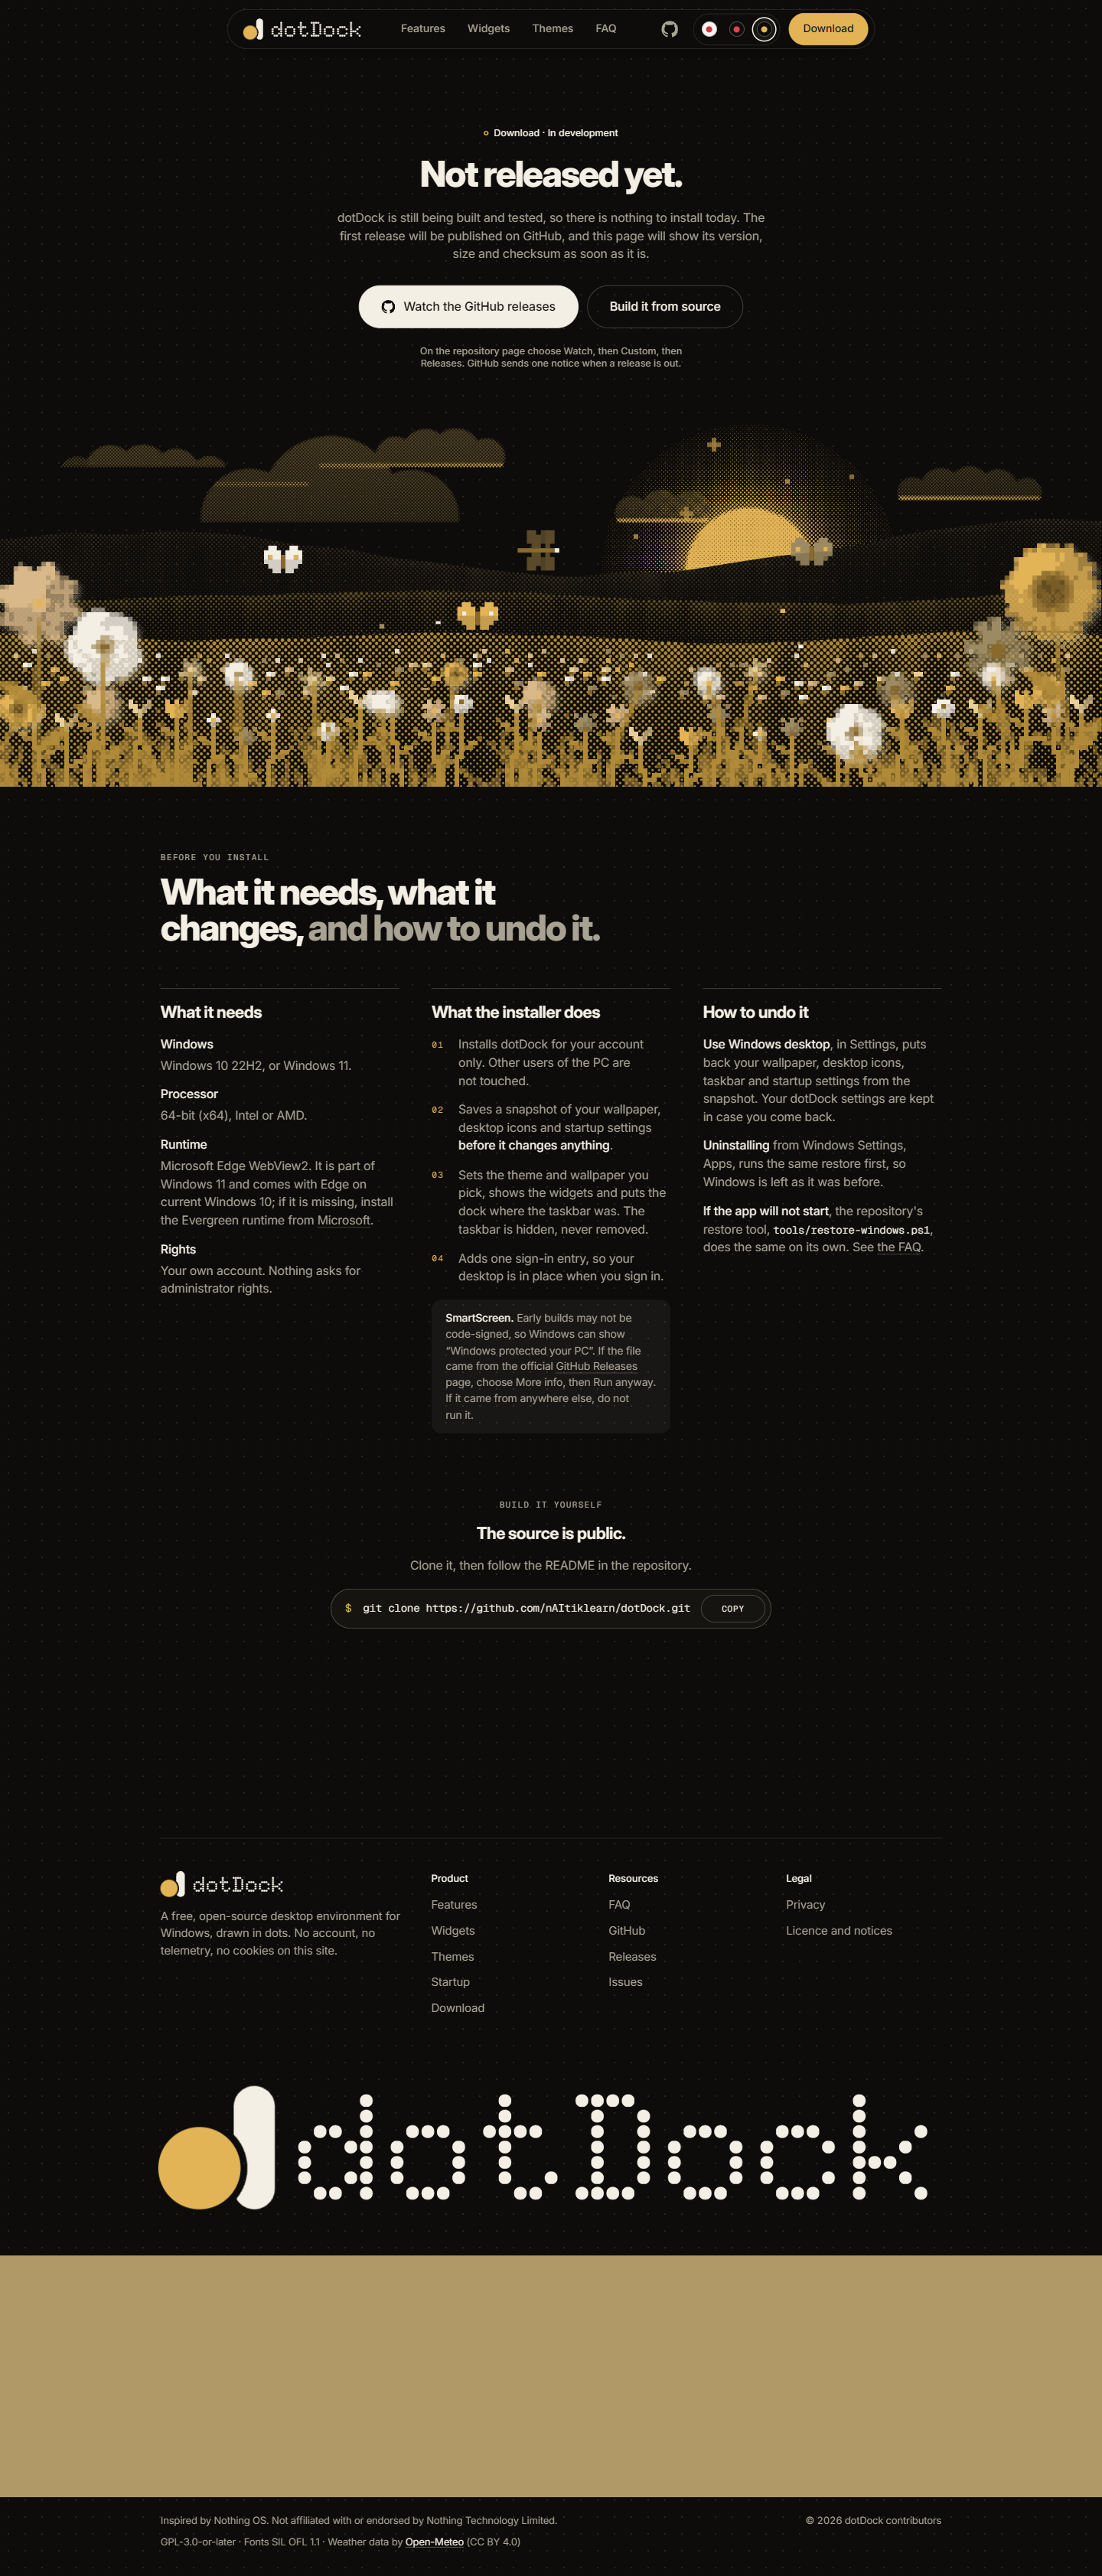 dotDock
Features
Widgets
Themes
FAQ
Download
Download · In development
Not released yet.
dotDock is still being built and tested, so there is nothing to install today. The
first release will be published on GitHub, and this page will show its version,
size and checksum as soon as it is.
Watch the GitHub releases
Build it from source
On the repository page choose Watch, then Custom, then
Releases. GitHub sends one notice when a release is out.
BEFORE YOU INSTALL
What it needs, what it
changes, and how to undo it.
What it needs
Windows
Windows 10 22H2, or Windows 11.
Processor
64-bit (x64), Intel or AMD.
Runtime
Microsoft Edge WebView2. It is part of
Windows 11 and comes with Edge on
current Windows 10; if it is missing, install
the Evergreen runtime from Microsoft.
Rights
Your own account. Nothing asks for
administrator rights.
What the installer does
01 Installs dotDock for your account
only. Other users of the PC are
not touched.
02 Saves a snapshot of your wallpaper,
desktop icons and startup settings
before it changes anything.
03 Sets the theme and wallpaper you
pick, shows the widgets and puts the
dock where the taskbar was. The
taskbar is hidden, never removed.
04 Adds one sign-in entry, so your
desktop is in place when you sign in.
SmartScreen. Early builds may not be
code-signed, so Windows can show
“Windows protected your PC”. If the file
came from the official GitHub Releases
page, choose More info, then Run anyway.
If it came from anywhere else, do not
run it.
How to undo it
Use Windows desktop, in Settings, puts
back your wallpaper, desktop icons,
taskbar and startup settings from the
snapshot. Your dotDock settings are kept
in case you come back.
Uninstalling from Windows Settings,
Apps, runs the same restore first, so
Windows is left as it was before.
If the app will not start, the repository's
restore tool, tools/restore-windows.ps1,
does the same on its own. See the FAQ.
BUILD IT YOURSELF
The source is public.
Clone it, then follow the README in the repository.
$ git clone https://github.com/nAItiklearn/dotDock.git
COPY
dotDock
A free, open-source desktop environment for
Windows, drawn in dots. No account, no
telemetry, no cookies on this site.
Product
Features
Widgets
Themes
Startup
Download
Resources
FAQ
GitHub
Releases
Issues
Legal
Privacy
Licence and notices
dotDock
Inspired by Nothing OS. Not affiliated with or endorsed by Nothing Technology Limited.
© 2026 dotDock contributors
GPL-3.0-or-later · Fonts SIL OFL 1.1 · Weather data by Open-Meteo (CC BY 4.0)